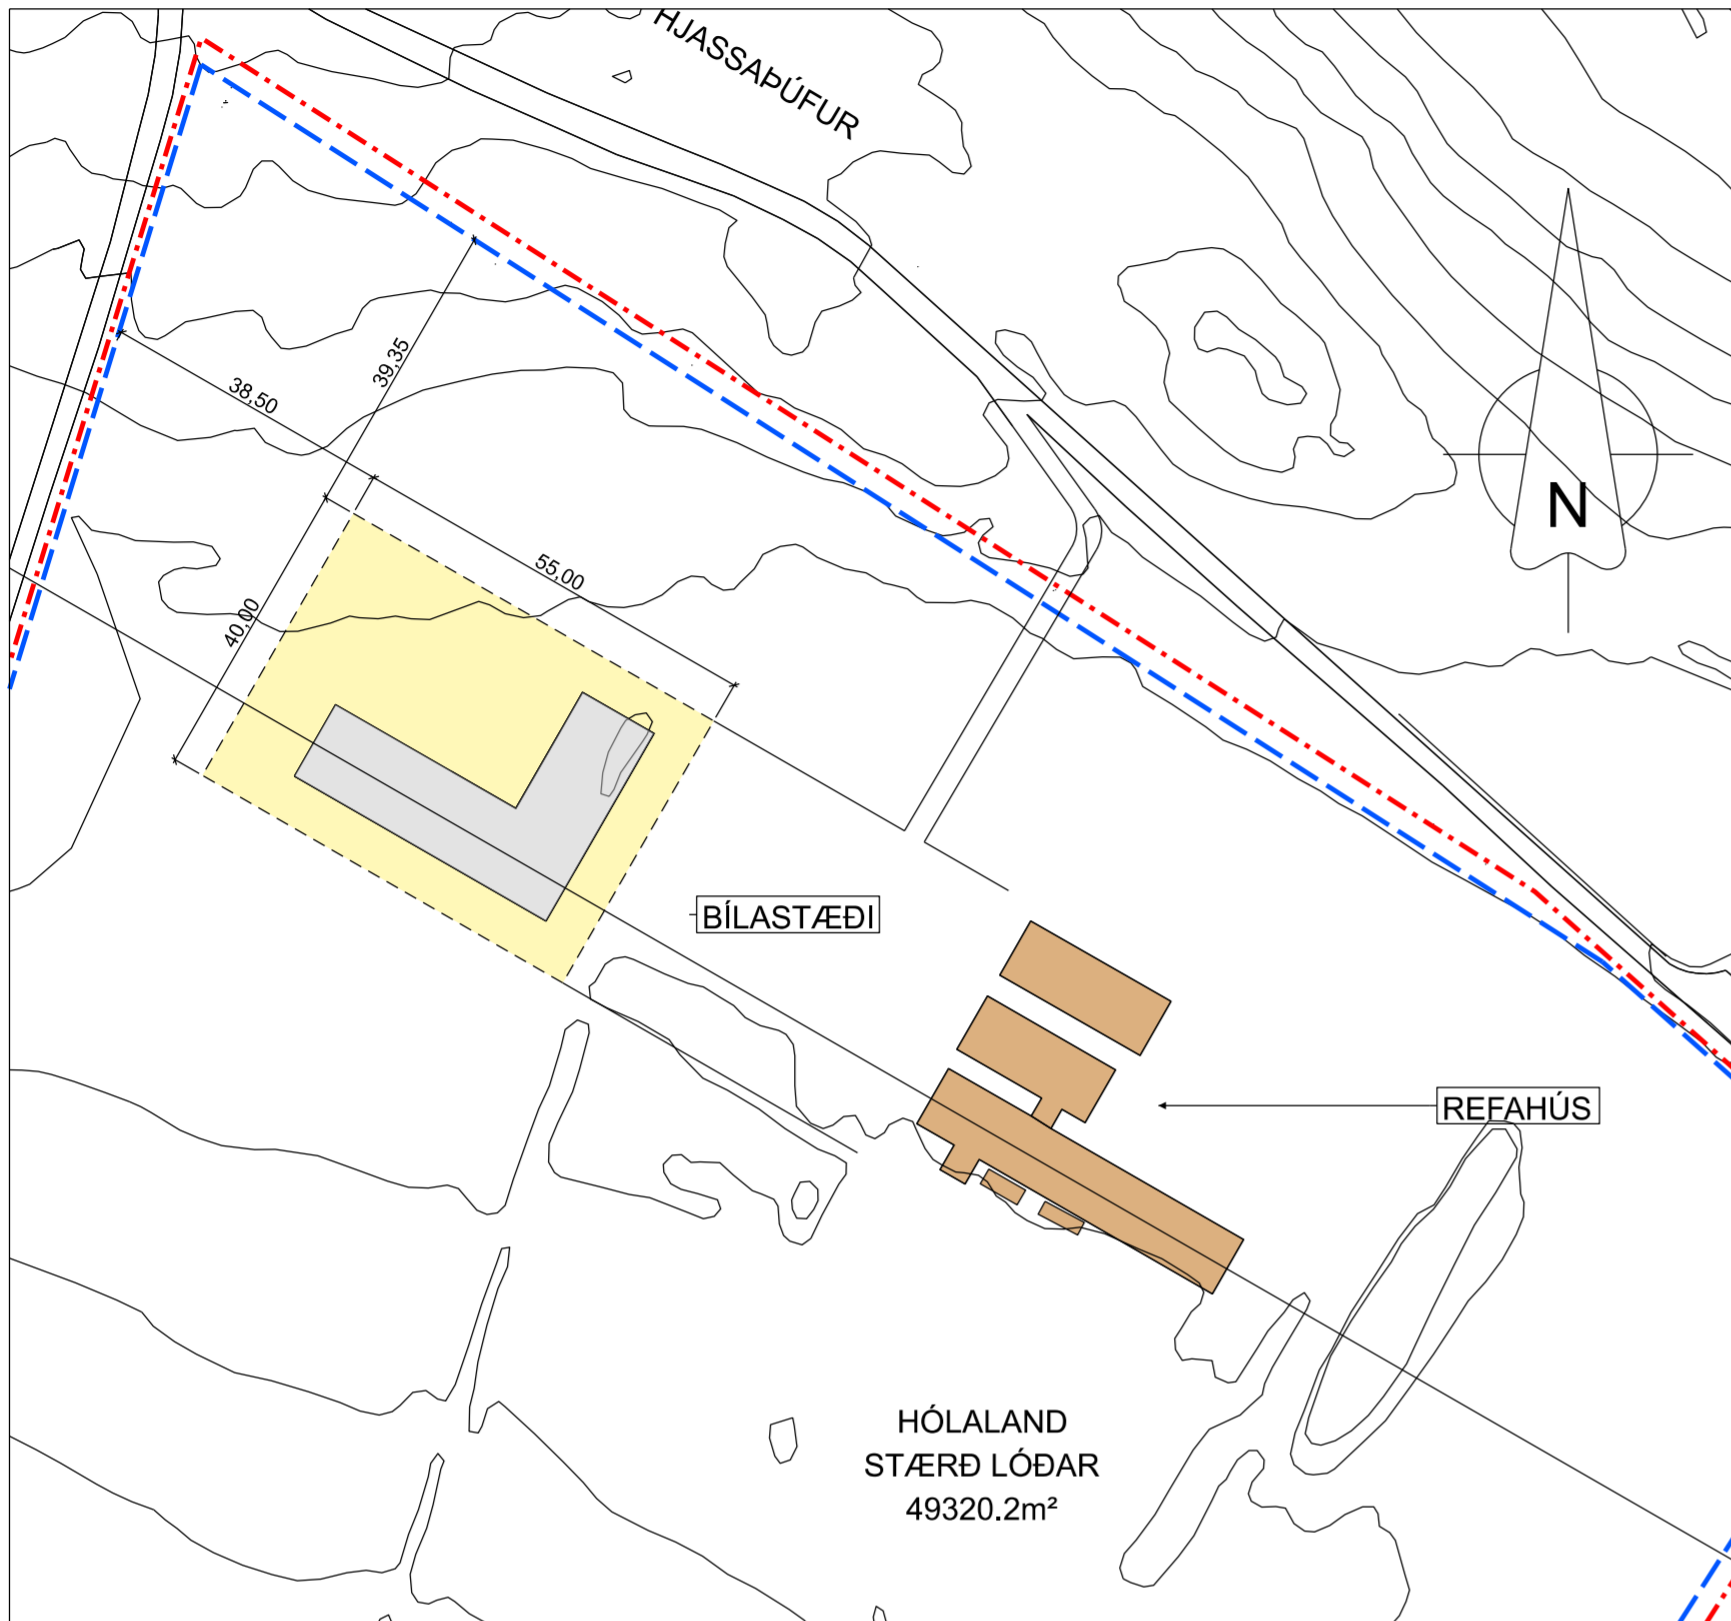 HJASSAÞÚFUR
39,35
38,50
N
55,00
40,00
BÍLASTÆÐI
REFAHÚS
HÓLALAND
STÆRÐ LÓÐAR
49320.2m²